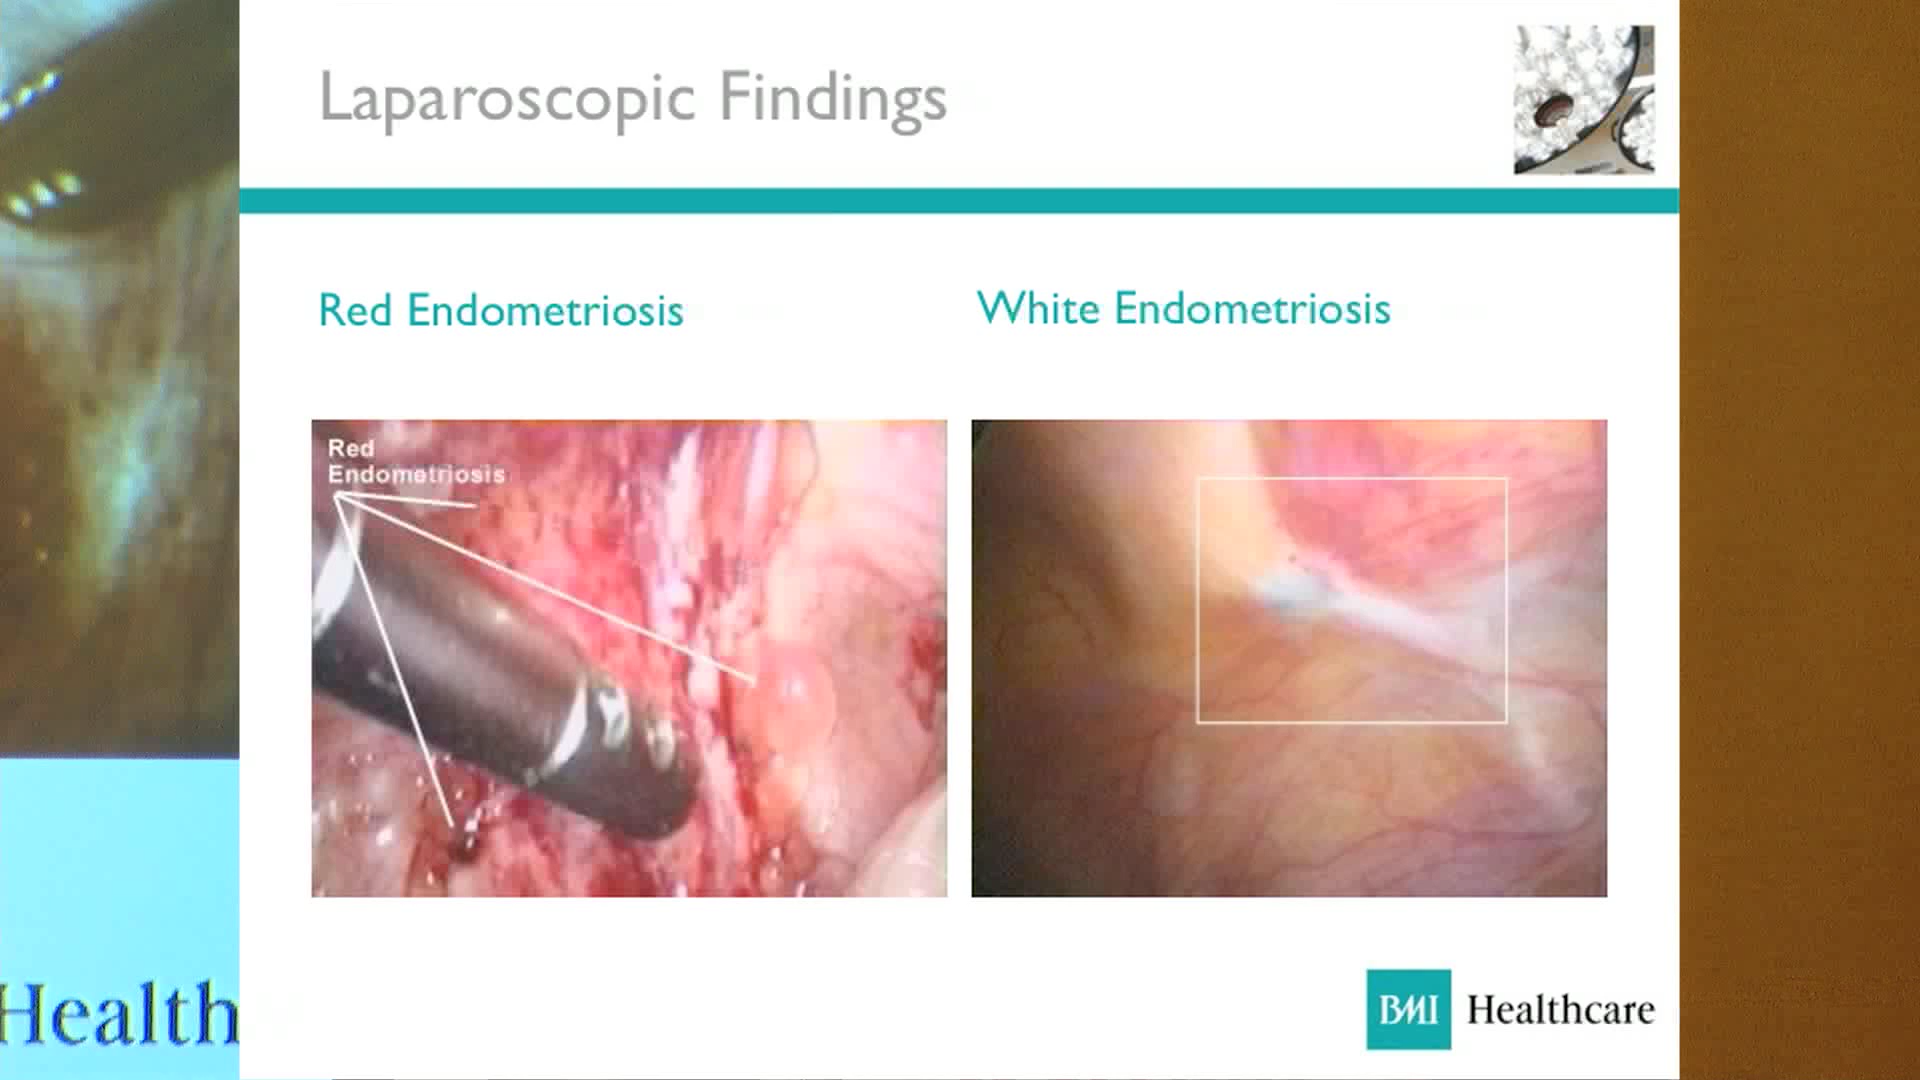 Laparoscopic Findings
Red Endometriosis
White Endometriosis
Red
Endometriosis
BMI Healthcare
Health